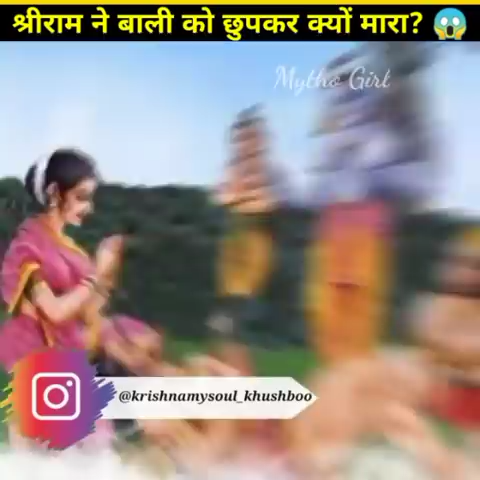 श्रीराम ने बाली को छुपकर क्यों मारा? 😱
Mytho Girl
@krishnamysoul_khushboo